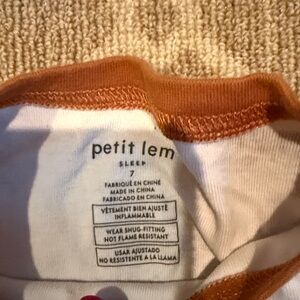 petit lem
SLEEP
7
FABRIQUÉ EN CHINE
MADE IN CHINA
FABRICADO EN CHINA
VÊTEMENT BIEN AJUSTÉ
INFLAMMABLE
WEAR SNUG-FITTING
NOT FLAME RESISTANT
USAR AJUSTADO
NO RESISTENTE A LA LLAMA